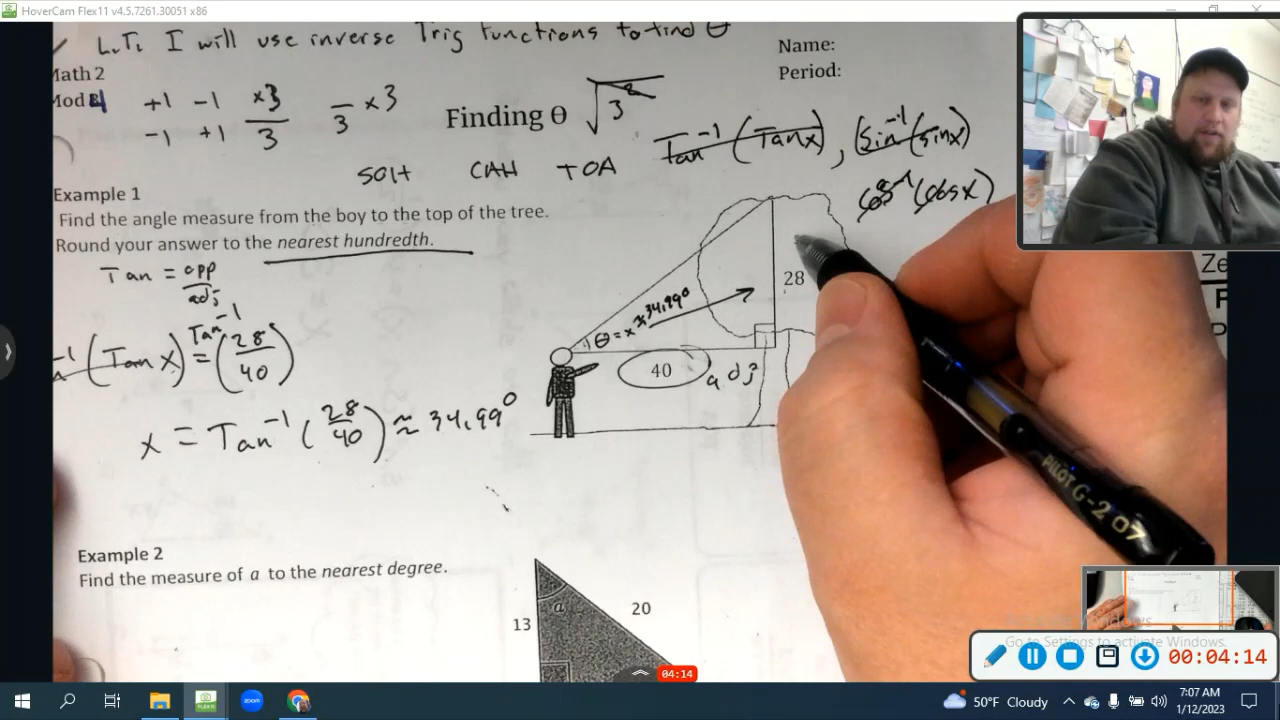 HoverCam Flex11 v4.5.7261.30051 x86
L.T. I will use inverse Trig functions to find θ
Name:
Period:
Math 2
Mod 4
+1 -1 ×3 — ×3
-1 +1 3 3
Finding θ √3²
Tan⁻¹(Tanx), (Sin⁻¹(sinx)
cos⁻¹(cosx)
SOH CAH TOA
Example 1
Find the angle measure from the boy to the top of the tree.
Round your answer to the nearest hundredth.
Tan = opp
adj
⁻¹(Tan x) = Tan⁻¹(28/40)
x = Tan⁻¹(28/40) ≈ 34.99°
θ = x 34.99°
28
40 adj
Example 2
Find the measure of a to the nearest degree.
a
13
20
PILOT G-2 07
Go to Settings to activate Windows.
00:04:14
04:14
zoom
50°F Cloudy
7:07 AM
1/12/2023